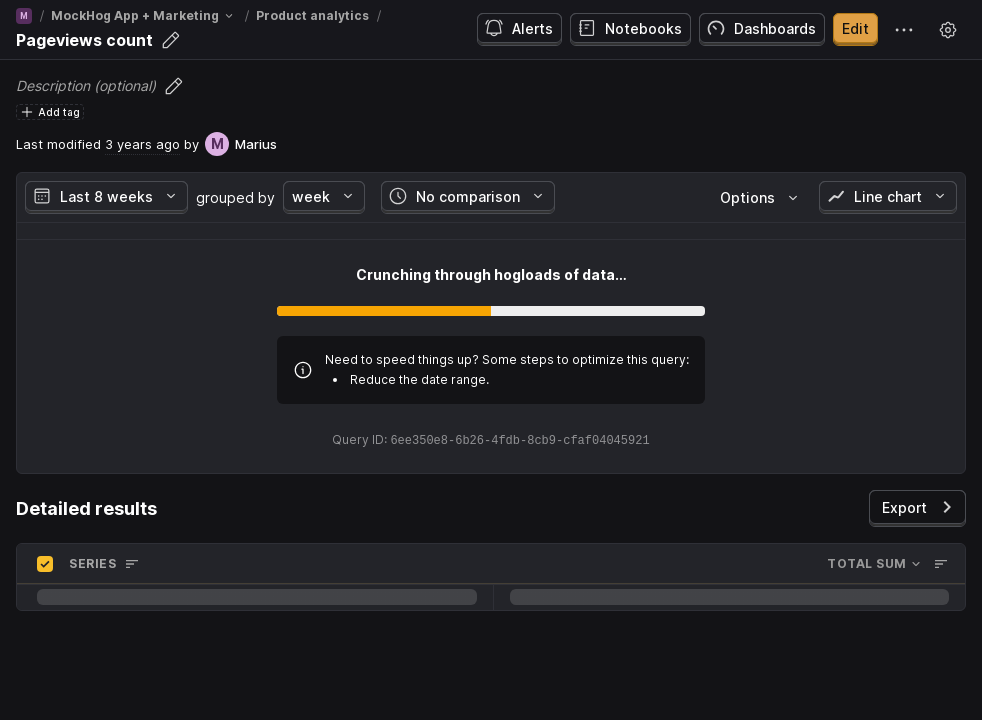 M / MockHog App + Marketing / Product analytics /
Pageviews count
Alerts
Notebooks
Dashboards
Edit
Description (optional)
Add tag
Last modified 3 years ago by M Marius
Last 8 weeks grouped by week No comparison Options Line chart
Crunching through hogloads of data...
Need to speed things up? Some steps to optimize this query:
• Reduce the date range.
Query ID: 6ee350e8-6b26-4fdb-8cb9-cfaf04045921
Detailed results
Export
SERIES TOTAL SUM